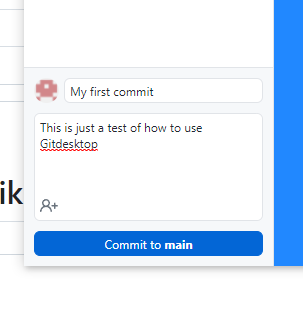 My first commit
This is just a test of how to use
Gitdesktop
ik
Commit to main